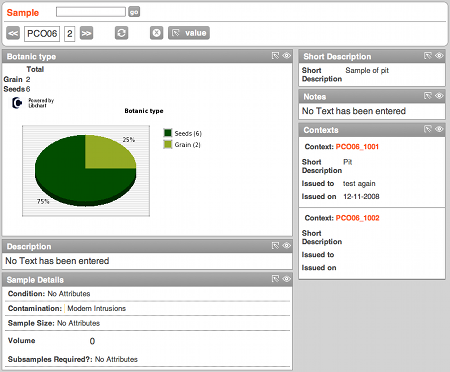 Sample go
<< PCO06 2 >> value
Botanic type
Total
Grain 2
Seeds 6
Powered by
Libchart
Botanic type
25%
75%
Seeds (6)
Grain (2)
Description
No Text has been entered
Sample Details
Condition: No Attributes
Contamination: Modern Intrusions
Sample Size: No Attributes
Volume 0
Subsamples Required?: No Attributes
Short Description
Short Sample of pit
Description
Notes
No Text has been entered
Contexts
Context: PCO06_1001
Short Pit
Description
Issued to test again
Issued on 12-11-2008
Context: PCO06_1002
Short
Description
Issued to
Issued on